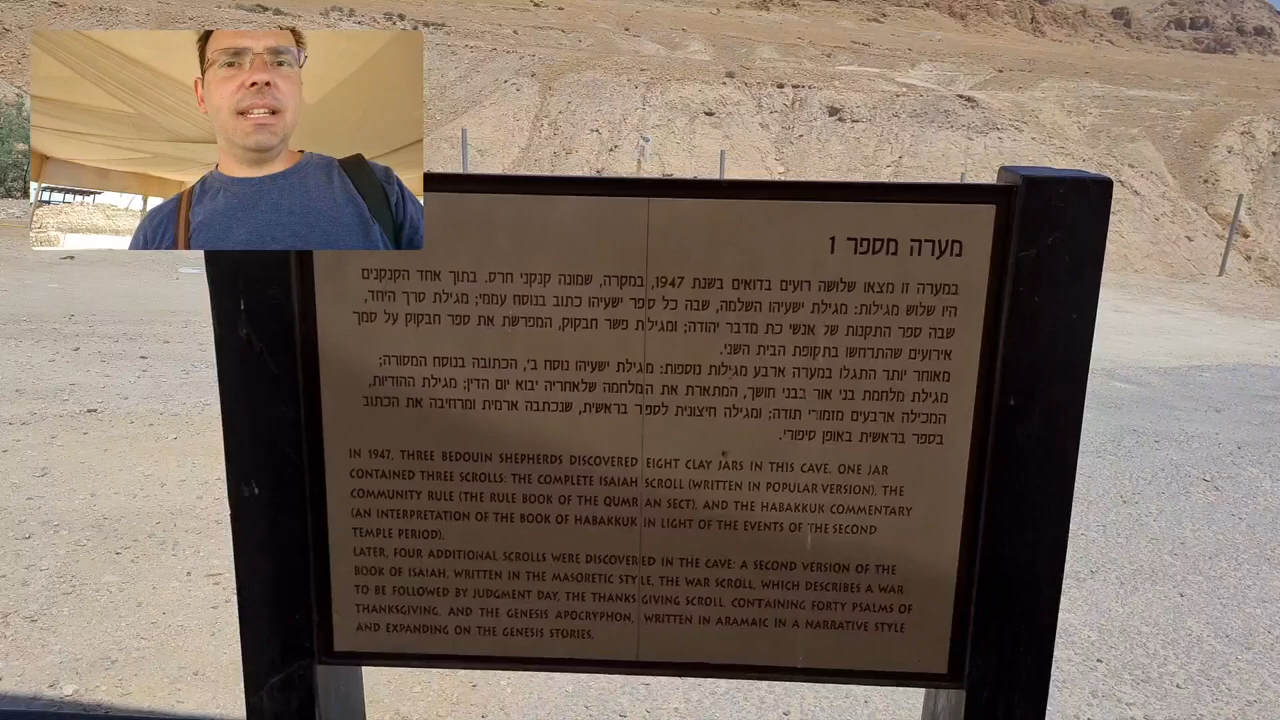 מערה מספר 1
במערה זו מצאו שלושה רועים בדואים בשנת 1947, במקרה, שמונה קנקני חרס. בתוך אחד הקנקנים
היו שלוש מגילות: מגילת ישעיהו השלמה, שבה כל ספר ישעיהו כתוב בנוסח עממי; מגילת סרך היחד,
שבה ספר התקנות של אנשי כת מדבר יהודה; ומגילת פשר חבקוק, המפרשת את ספר חבקוק על סמך
אירועים שהתרחשו בתקופת הבית השני.
מאוחר יותר התגלו במערה ארבע מגילות נוספות: מגילת ישעיהו נוסח ב', הכתובה בנוסח המסורה;
מגילת מלחמת בני אור בבני חושך, המתארת את המלחמה שלאחריה יבוא יום הדין; מגילת ההודיות,
המכילה ארבעים מזמורי תודה; ומגילה חיצונית לספר בראשית, שנכתבה ארמית ומרחיבה את הכתוב
בספר בראשית באופן סיפורי.
IN 1947, THREE BEDOUIN SHEPHERDS DISCOVERED EIGHT CLAY JARS IN THIS CAVE. ONE JAR
CONTAINED THREE SCROLLS: THE COMPLETE ISAIAH SCROLL (WRITTEN IN POPULAR VERSION), THE
COMMUNITY RULE (THE RULE BOOK OF THE QUMRAN SECT), AND THE HABAKKUK COMMENTARY
(AN INTERPRETATION OF THE BOOK OF HABAKKUK IN LIGHT OF THE EVENTS OF THE SECOND
TEMPLE PERIOD).
LATER, FOUR ADDITIONAL SCROLLS WERE DISCOVERED IN THE CAVE: A SECOND VERSION OF THE
BOOK OF ISAIAH, WRITTEN IN THE MASORETIC STYLE, THE WAR SCROLL, WHICH DESCRIBES A WAR
TO BE FOLLOWED BY JUDGMENT DAY, THE THANKSGIVING SCROLL, CONTAINING FORTY PSALMS OF
THANKSGIVING, AND THE GENESIS APOCRYPHON, WRITTEN IN ARAMAIC IN A NARRATIVE STYLE
AND EXPANDING ON THE GENESIS STORIES.